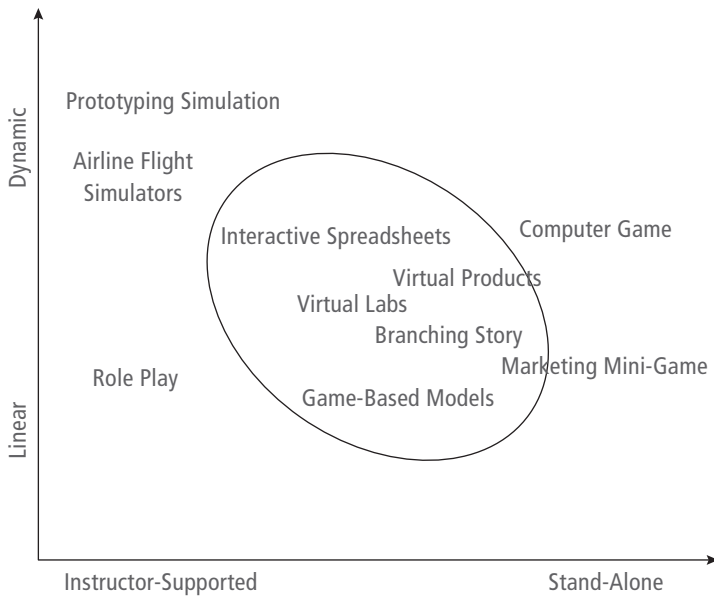 Dynamic
Linear
Prototyping Simulation
Airline Flight
Simulators
Interactive Spreadsheets
Computer Game
Virtual Products
Virtual Labs
Branching Story
Marketing Mini-Game
Role Play
Game-Based Models
Instructor-Supported
Stand-Alone